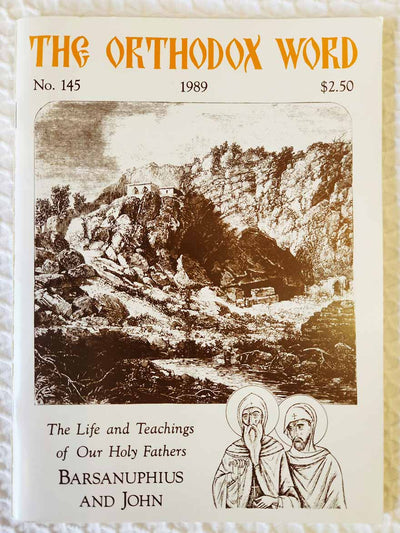 THE ORTHODOX WORD
No. 145 1989 $2.50
The Life and Teachings
of Our Holy Fathers
BARSANUPHIUS
AND JOHN